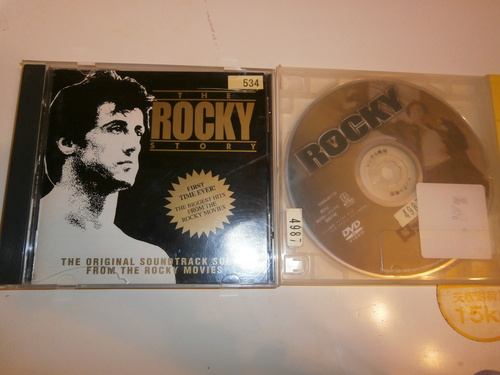 534
THE
ROCKY
STORY
FIRST
TIME EVER!
THE BIGGEST HITS
FROM THE
ROCKY MOVIES
THE ORIGINAL SOUNDTRACK
FROM THE ROCKY MOVIES
ROCKY
4987
DVD
15k